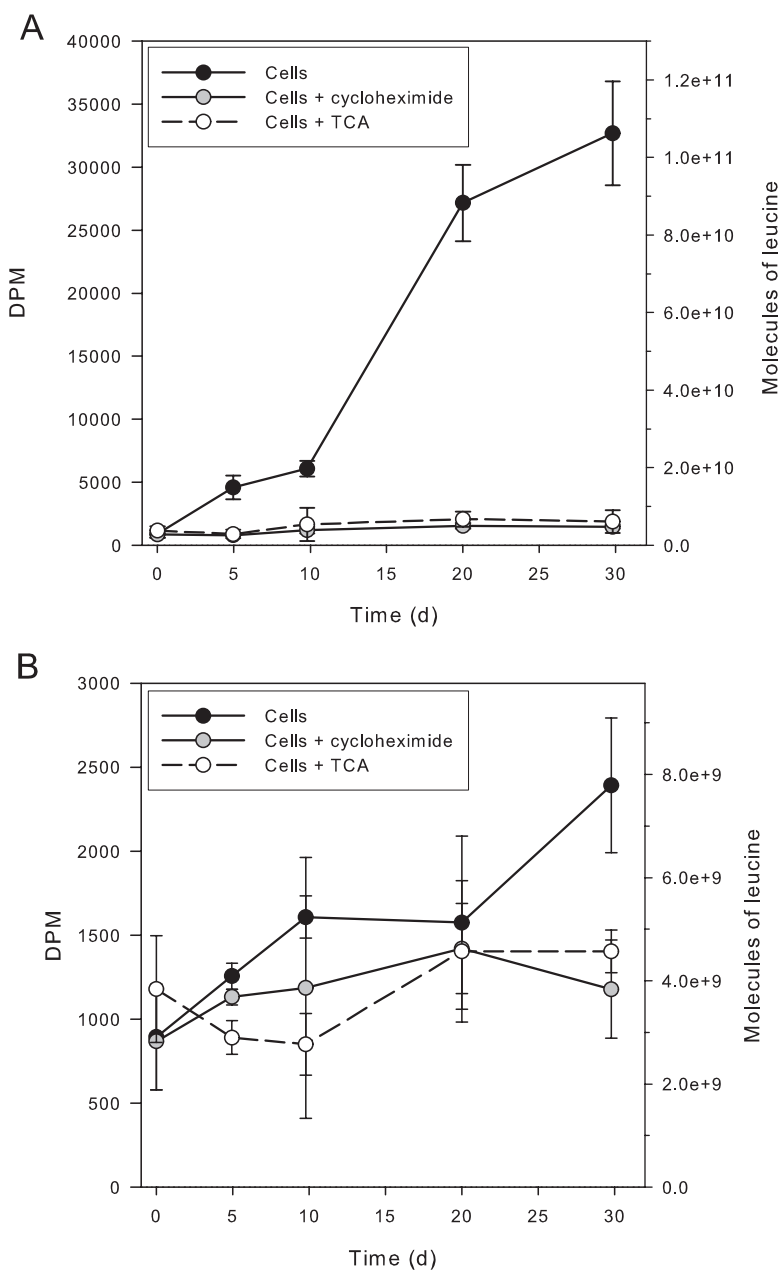 A
40000
35000
30000
25000
20000
15000
10000
5000
0
DPM
Cells
Cells + cycloheximide
Cells + TCA
1.2e+11
1.0e+11
8.0e+10
6.0e+10
4.0e+10
2.0e+10
0.0
Molecules of leucine
0 5 10 15 20 25 30
Time (d)
B
3000
2500
2000
1500
1000
500
0
DPM
Cells
Cells + cycloheximide
Cells + TCA
8.0e+9
6.0e+9
4.0e+9
2.0e+9
0.0
Molecules of leucine
0 5 10 15 20 25 30
Time (d)